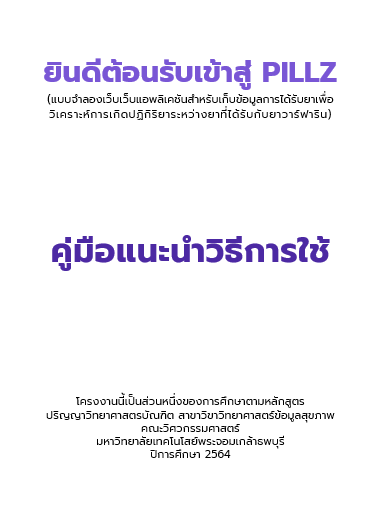 ยินดีต้อนรับเข้าสู่ PILLZ
(แบบจำลองเว็บเว็บแอพลิเคชันสำหรับเก็บข้อมูลการได้รับยาเพื่อ
วิเคราะห์การเกิดปฏิกิริยาระหว่างยาที่ได้รับกับยาวาร์ฟาริน)
คู่มือแนะนำวิธีการใช้
โครงงานนี้เป็นส่วนหนึ่งของการศึกษาตามหลักสูตร
ปริญญาวิทยาศาสตรบัณฑิต สาขาวิขาวิทยาศาสตร์ข้อมูลสุขภาพ
คณะวิศวกรรมศาสตร์
มหาวิทยาลัยเทคโนโลยีพระจอมเกล้าธพบุรี
ปีการศึกษา 2564